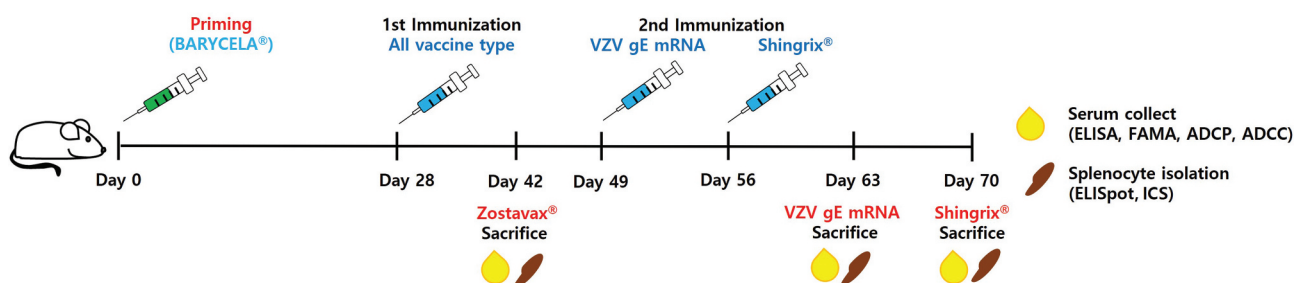 Priming
(BARYCELA®)
1st Immunization
All vaccine type
2nd Immunization
VZV gE mRNA
Shingrix®
Day 0
Day 28
Day 42
Day 49
Day 56
Day 63
Day 70
Zostavax®
Sacrifice
VZV gE mRNA
Sacrifice
Shingrix®
Sacrifice
Serum collect
(ELISA, FAMA, ADCP, ADCC)
Splenocyte isolation
(ELISpot, ICS)